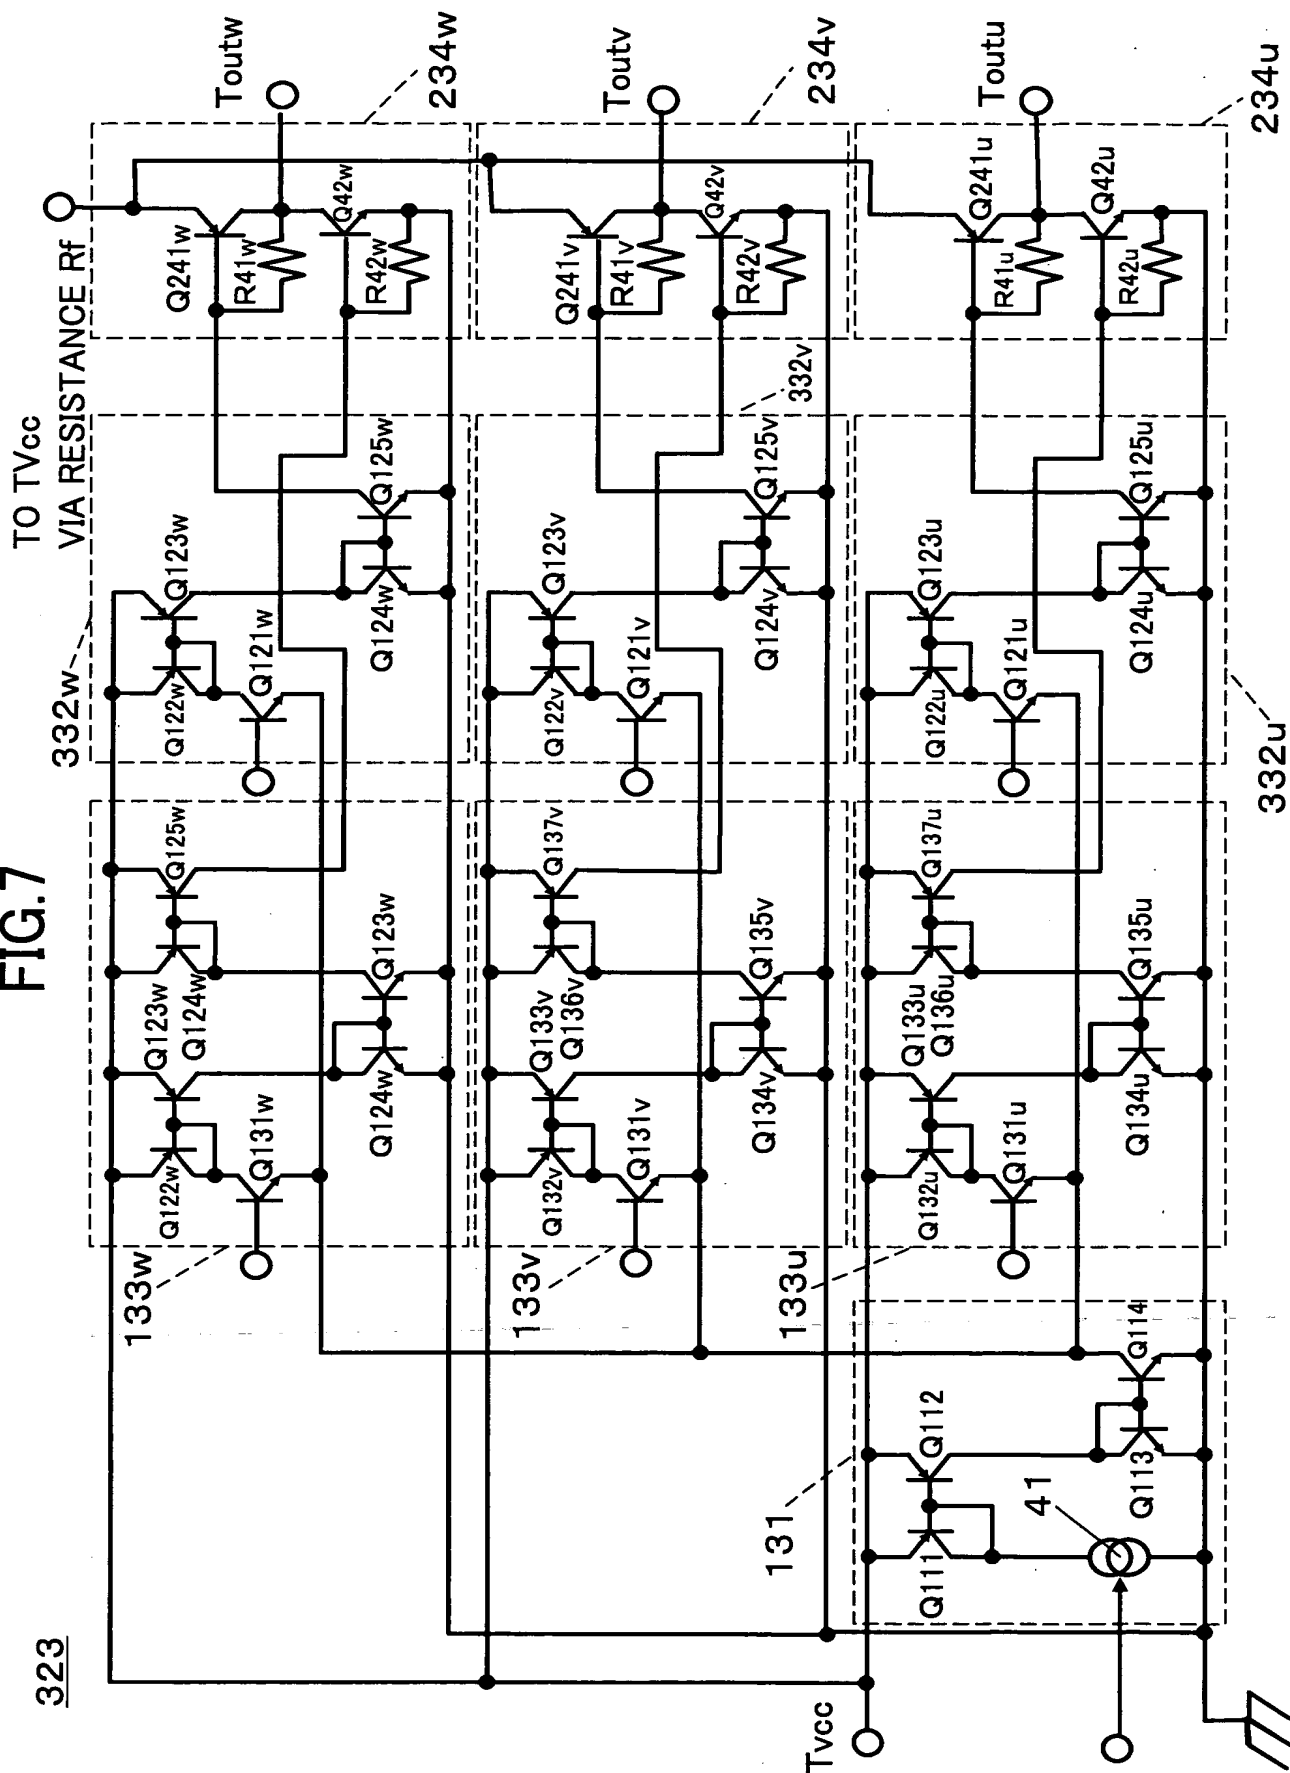 FIG.7
323
TO TVcc
VIA RESISTANCE Rf
Toutw
234w
Q241w
R41w
Q42w
R42w
332w
Q123w
Q122w
Q121w
Q125w
Q124w
133w
Q125w
Q123w
Q124w
Q122w
Q131w
Q123w
Q124w
Toutv
234v
Q241v
R41v
Q42v
R42v
332v
Q123v
Q122v
Q121v
Q125v
Q124v
133v
Q137v
Q133v
Q136v
Q132v
Q131v
Q135v
Q134v
Toutu
234u
Q241u
R41u
Q42u
R42u
332u
Q123u
Q122u
Q121u
Q125u
Q124u
133u
Q137u
Q133u
Q136u
Q132u
Q131u
Q135u
Q134u
131
Q112
Q111
41
Q114
Q113
Tvcc